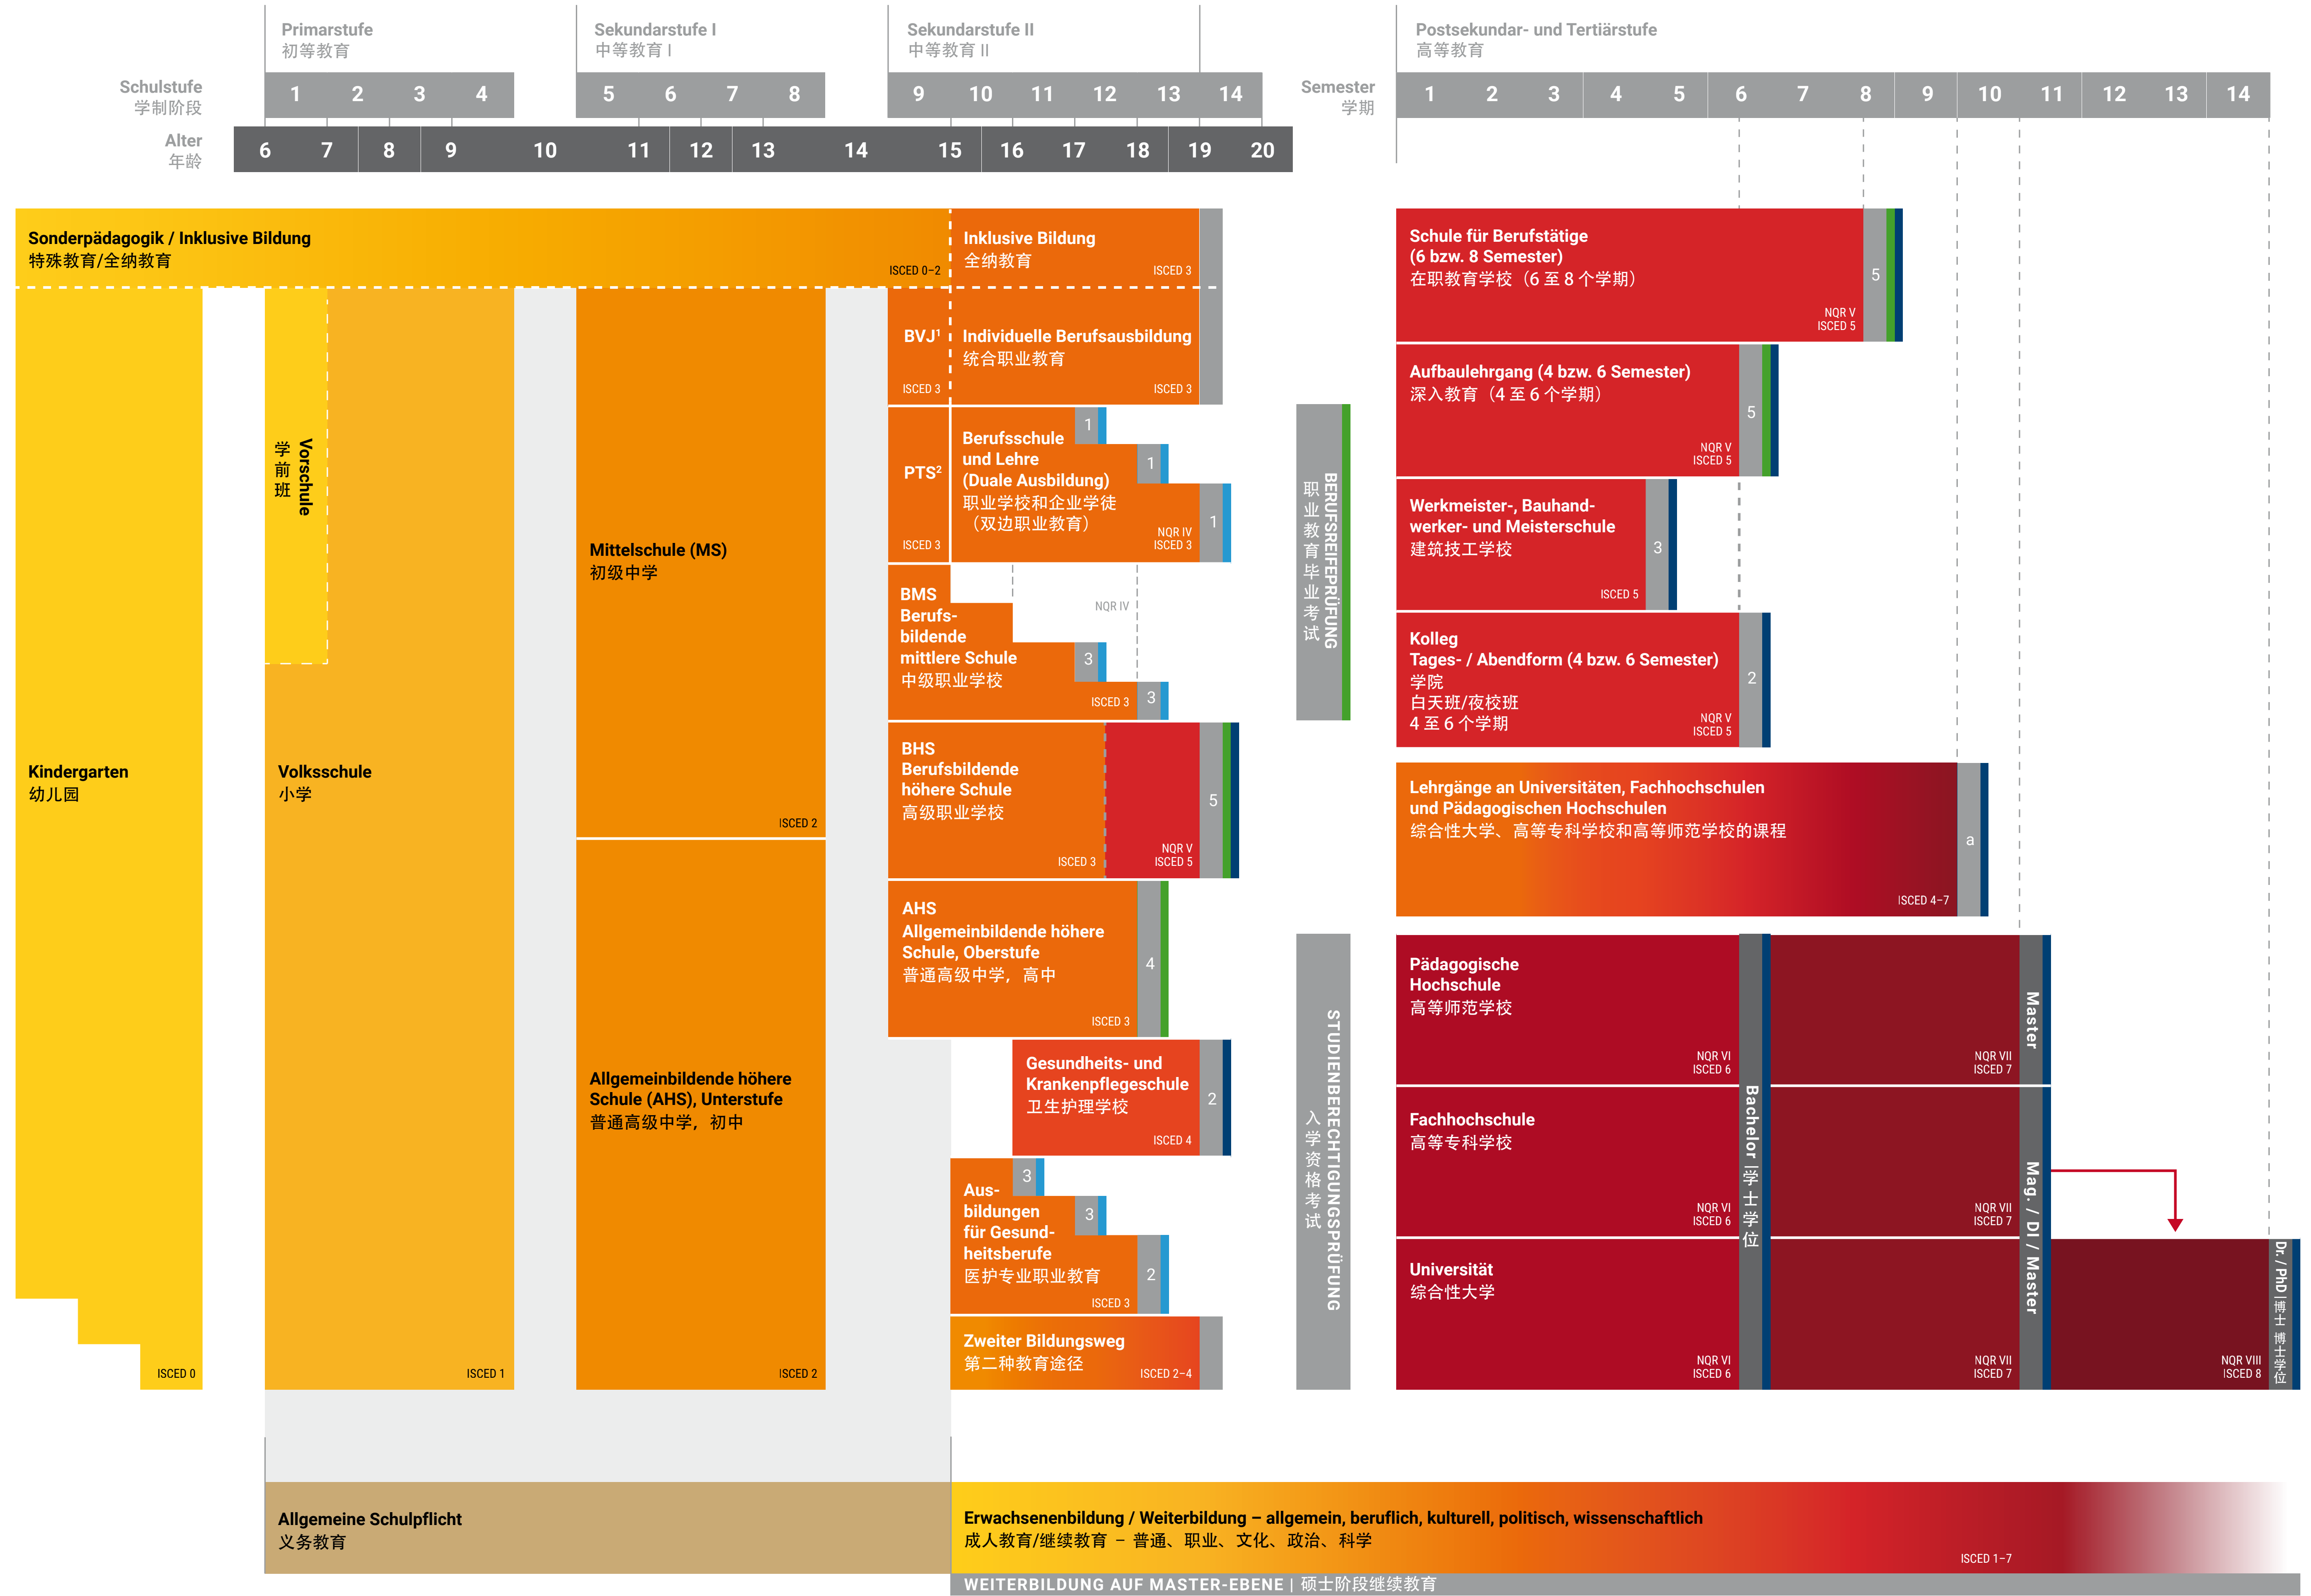 Primarstufe
初等教育
Sekundarstufe I
中等教育 I
Sekundarstufe II
中等教育 II
Postsekundar- und Tertiärstufe
高等教育
Schulstufe
学制阶段
1 2 3 4 5 6 7 8 9 10 11 12 13 14
Semester
学期
1 2 3 4 5 6 7 8 9 10 11 12 13 14
Alter
年龄
6 7 8 9 10 11 12 13 14 15 16 17 18 19 20
Sonderpädagogik / Inklusive Bildung
特殊教育/全纳教育
ISCED 0–2
Inklusive Bildung
全纳教育
ISCED 3
Kindergarten
幼儿园
ISCED 0
Vorschule
学前班
Volksschule
小学
ISCED 1
Mittelschule (MS)
初级中学
ISCED 2
Allgemeinbildende höhere
Schule (AHS), Unterstufe
普通高级中学，初中
ISCED 2
BVJ¹
ISCED 3
Individuelle Berufsausbildung
统合职业教育
ISCED 3
PTS²
ISCED 3
Berufsschule
und Lehre
(Duale Ausbildung)
职业学校和企业学徒
（双边职业教育）
NQR IV
ISCED 3
1
1
1
BMS
Berufs-
bildende
mittlere Schule
中级职业学校
ISCED 3
NQR IV
3
3
BHS
Berufsbildende
höhere Schule
高级职业学校
ISCED 3
NQR V
ISCED 5
5
AHS
Allgemeinbildende höhere
Schule, Oberstufe
普通高级中学，高中
ISCED 3
4
Gesundheits- und
Krankenpflegeschule
卫生护理学校
ISCED 4
2
Aus-
bildungen
für Gesund-
heitsberufe
医护专业职业教育
ISCED 3
3
3
2
Zweiter Bildungsweg
第二种教育途径
ISCED 2–4
BERUFSREIFEPRÜFUNG
职业教育毕业考试
STUDIENBERECHTIGUNGSPRÜFUNG
入学资格考试
Schule für Berufstätige
(6 bzw. 8 Semester)
在职教育学校（6 至 8 个学期）
NQR V
ISCED 5
5
Aufbaulehrgang (4 bzw. 6 Semester)
深入教育（4 至 6 个学期）
NQR V
ISCED 5
5
Werkmeister-, Bauhand-
werker- und Meisterschule
建筑技工学校
ISCED 5
3
Kolleg
Tages- / Abendform (4 bzw. 6 Semester)
学院
白天班/夜校班
4 至 6 个学期
NQR V
ISCED 5
2
Lehrgänge an Universitäten, Fachhochschulen
und Pädagogischen Hochschulen
综合性大学、高等专科学校和高等师范学校的课程
ISCED 4–7
a
Pädagogische
Hochschule
高等师范学校
NQR VI
ISCED 6
NQR VII
ISCED 7
Master
Fachhochschule
高等专科学校
NQR VI
ISCED 6
NQR VII
ISCED 7
Bachelor | 学士学位
Mag. / DI / Master
Universität
综合性大学
NQR VI
ISCED 6
NQR VII
ISCED 7
NQR VIII
ISCED 8
Dr. / PhD | 博士 博士学位
Allgemeine Schulpflicht
义务教育
Erwachsenenbildung / Weiterbildung – allgemein, beruflich, kulturell, politisch, wissenschaftlich
成人教育/继续教育 – 普通、职业、文化、政治、科学
ISCED 1–7
WEITERBILDUNG AUF MASTER-EBENE | 硕士阶段继续教育